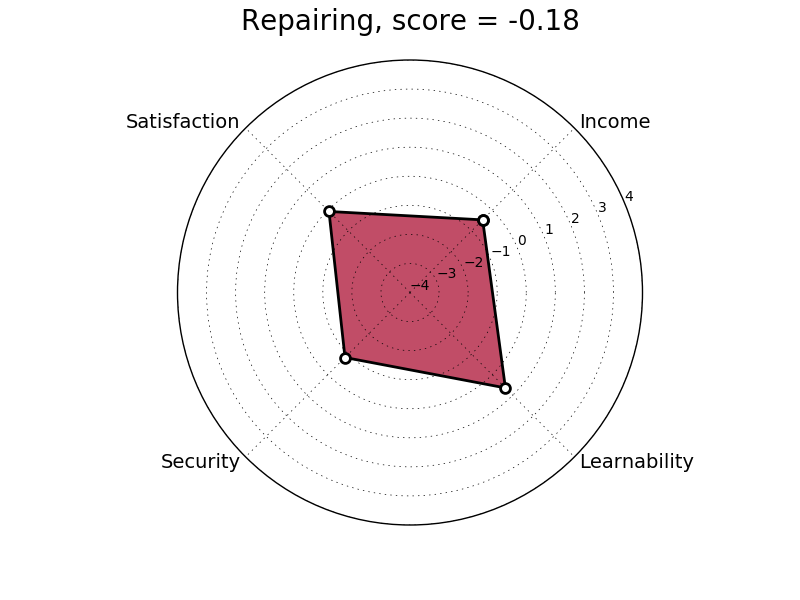 Repairing, score = -0.18
Satisfaction
Income
4
3
2
1
0
−1
−2
−3
−4
Security
Learnability